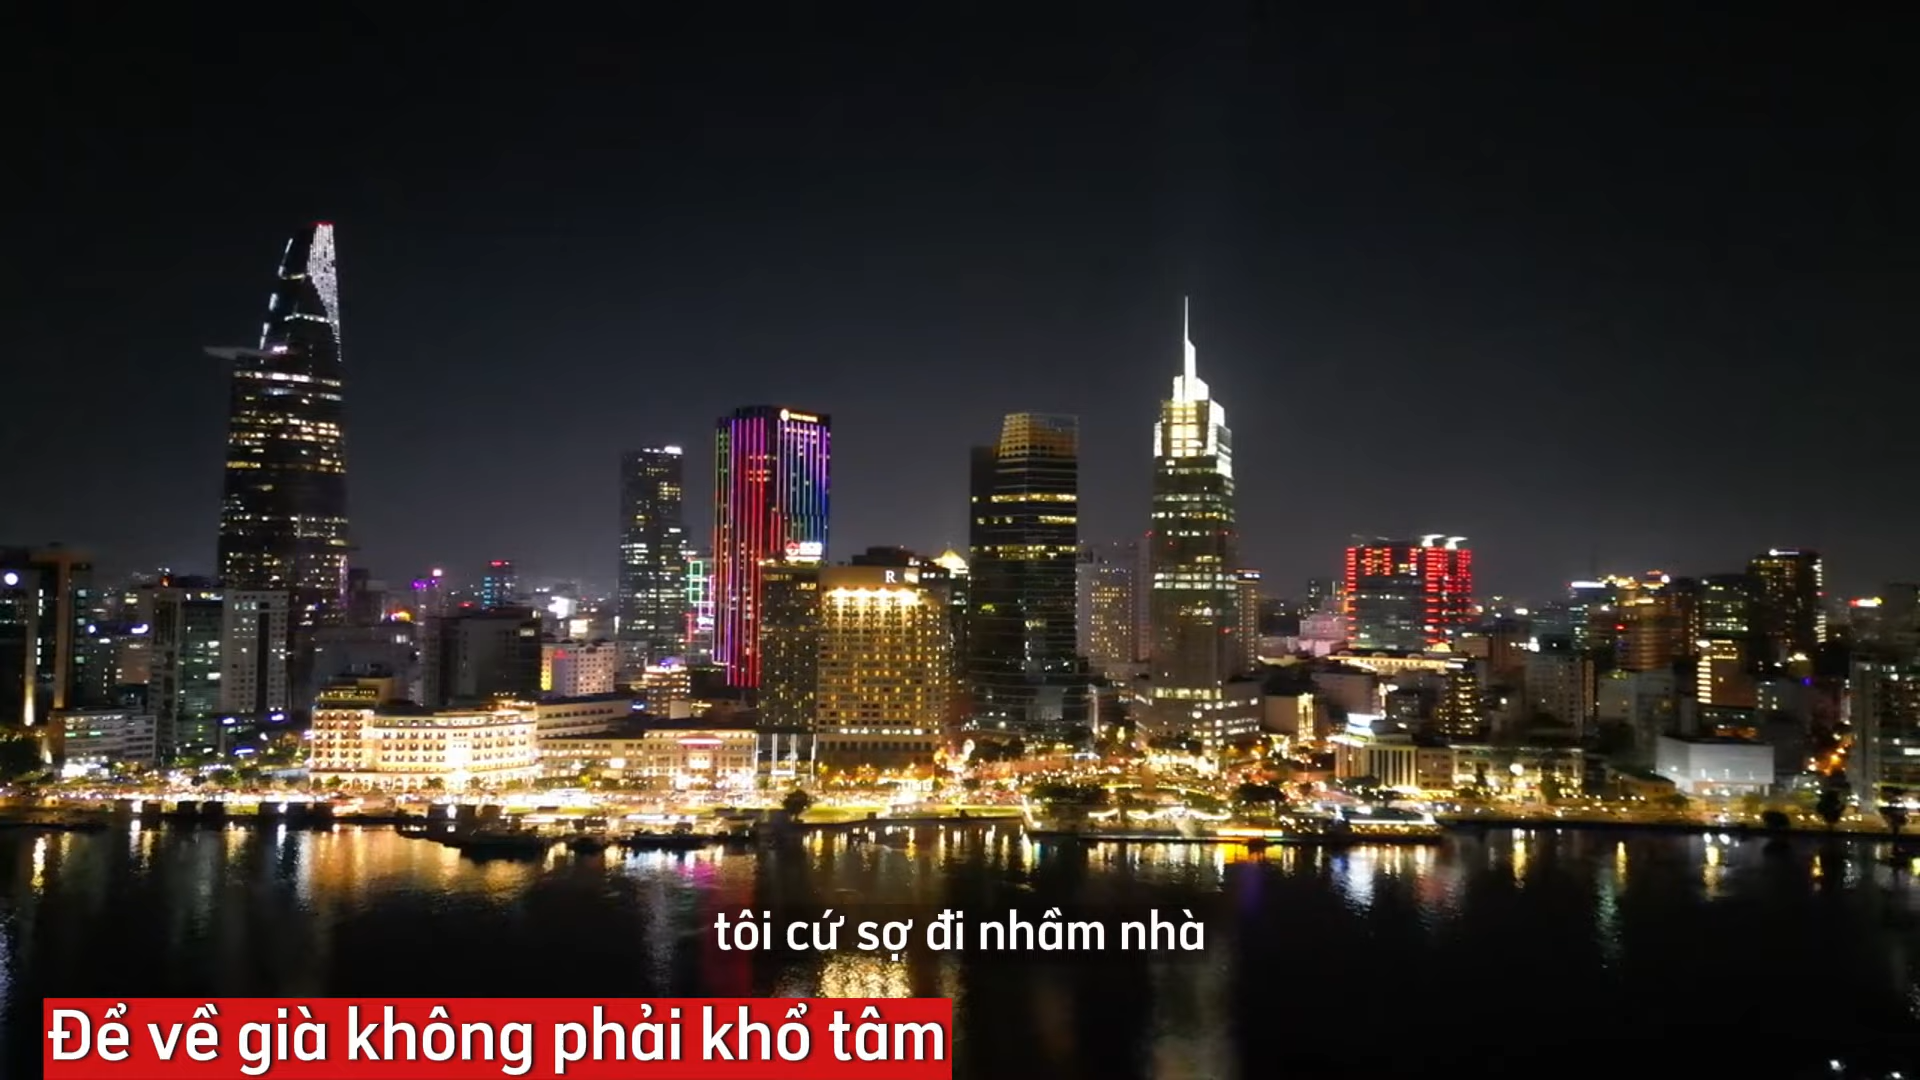 R
tôi cứ sợ đi nhầm nhà
Để về già không phải khổ tâm